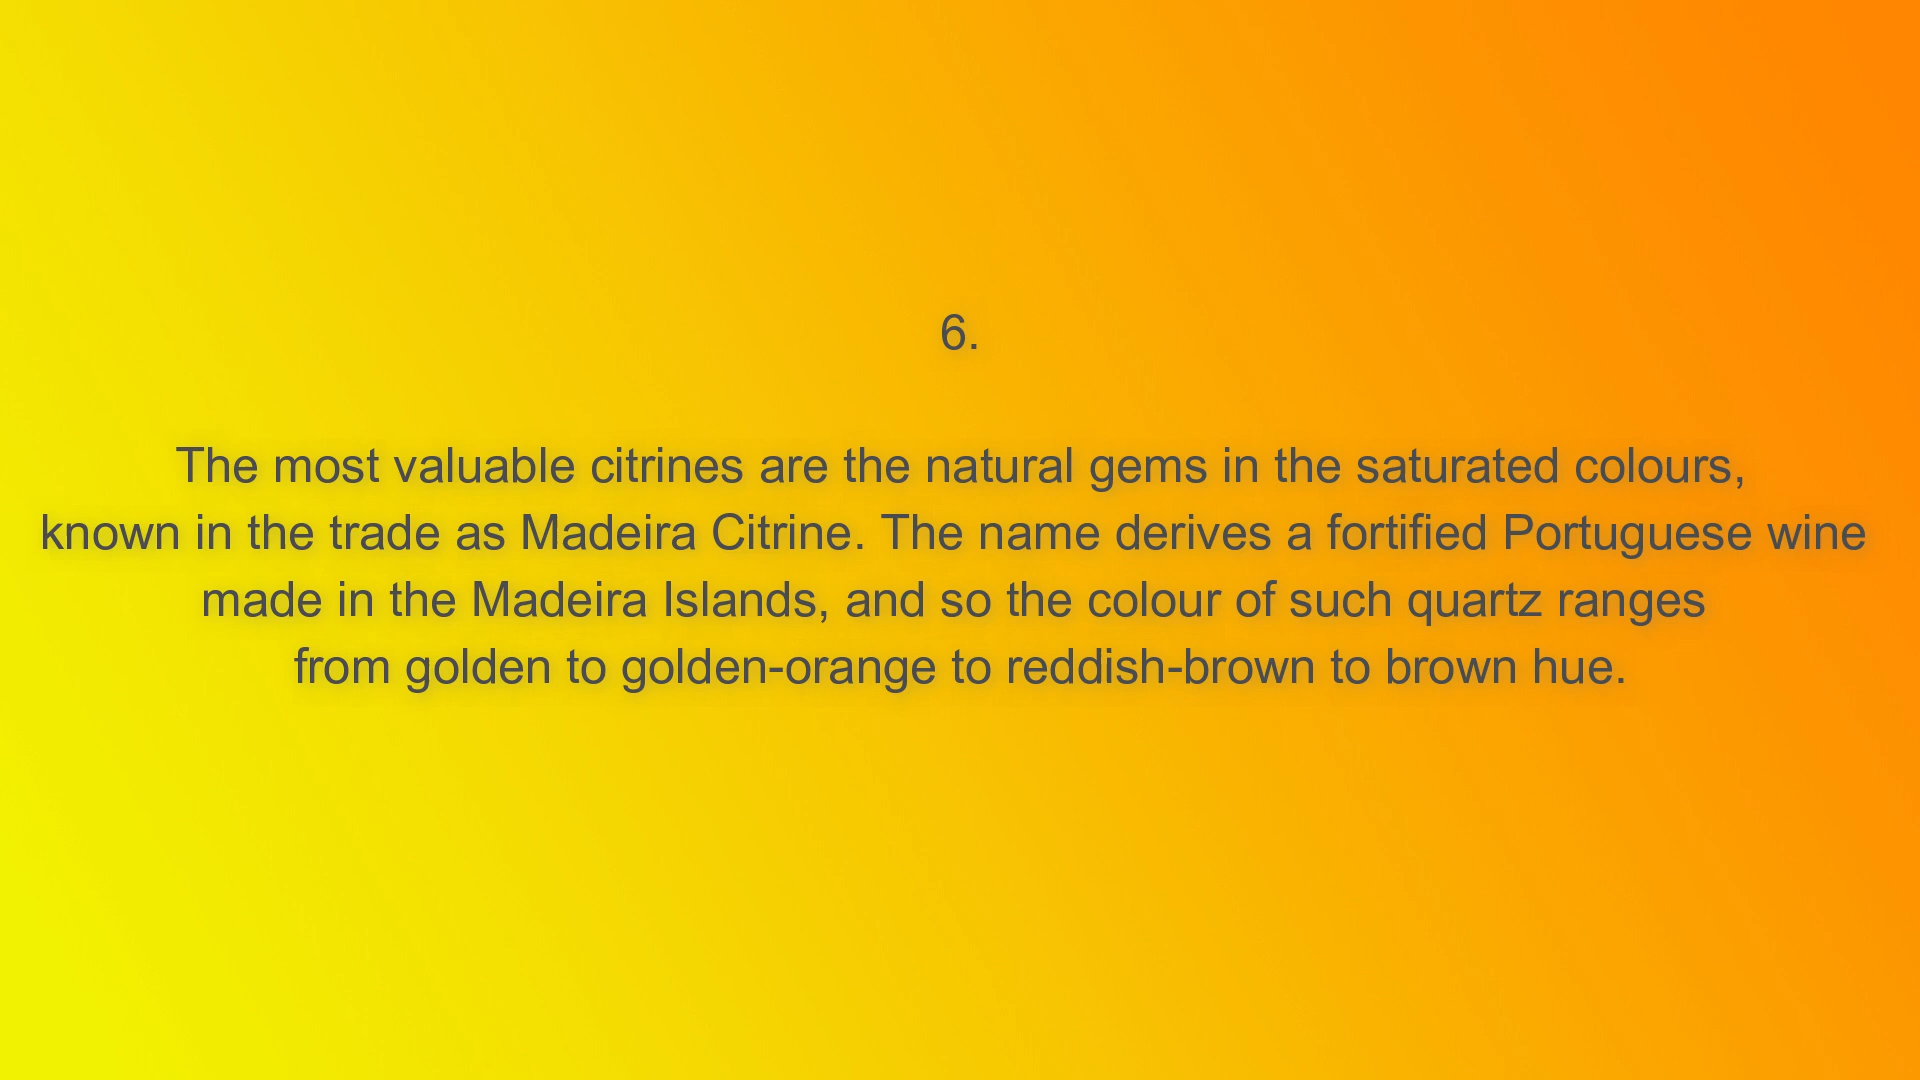 6.
The most valuable citrines are the natural gems in the saturated colours,
known in the trade as Madeira Citrine. The name derives a fortified Portuguese wine
made in the Madeira Islands, and so the colour of such quartz ranges
from golden to golden-orange to reddish-brown to brown hue.